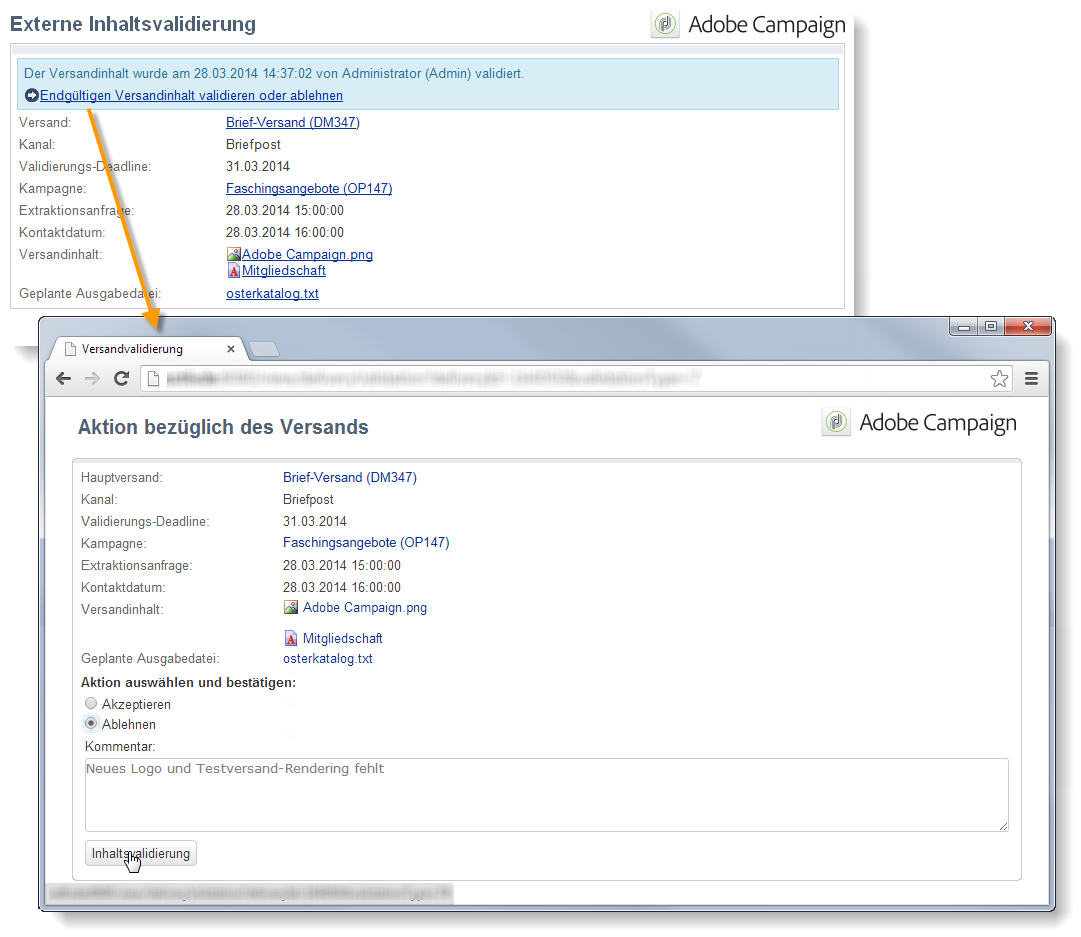 Externe Inhaltsvalidierung
Adobe Campaign
Der Versandinhalt wurde am 28.03.2014 14:37:02 von Administrator (Admin) validiert.
Endgültigen Versandinhalt validieren oder ablehnen
Versand: Brief-Versand (DM347)
Kanal: Briefpost
Validierungs-Deadline: 31.03.2014
Kampagne: Faschingsangebote (OP147)
Extraktionsanfrage: 28.03.2014 15:00:00
Kontaktdatum: 28.03.2014 16:00:00
Versandinhalt: Adobe Campaign.png
Mitgliedschaft
Geplante Ausgabedatei: osterkatalog.txt
Versandvalidierung
Aktion bezüglich des Versands
Adobe Campaign
Hauptversand: Brief-Versand (DM347)
Kanal: Briefpost
Validierungs-Deadline: 31.03.2014
Kampagne: Faschingsangebote (OP147)
Extraktionsanfrage: 28.03.2014 15:00:00
Kontaktdatum: 28.03.2014 16:00:00
Versandinhalt: Adobe Campaign.png
Mitgliedschaft
Geplante Ausgabedatei: osterkatalog.txt
Aktion auswählen und bestätigen:
Akzeptieren
Ablehnen
Kommentar:
Neues Logo und Testversand-Rendering fehlt
Inhaltsvalidierung